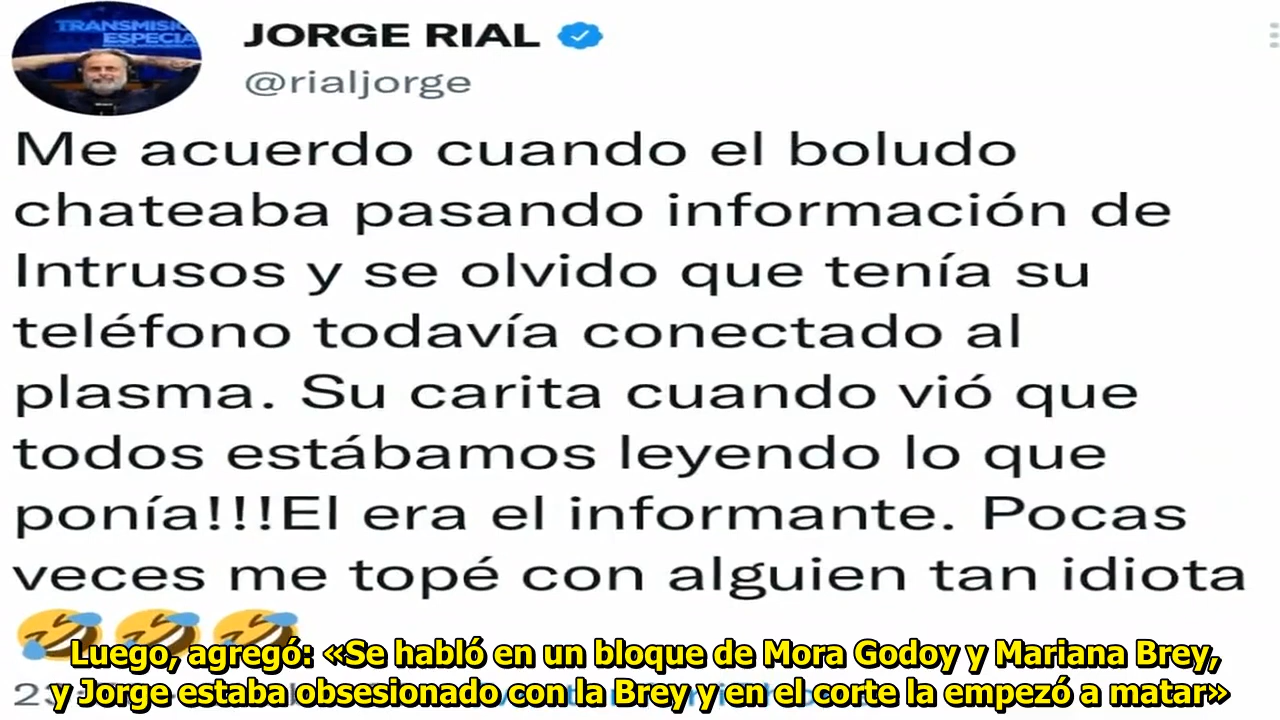 TRANSMISIÓN
ESPECIAL
JORGE RIAL
@rialjorge
Me acuerdo cuando el boludo
chateaba pasando información de
Intrusos y se olvido que tenía su
teléfono todavía conectado al
plasma. Su carita cuando vió que
todos estábamos leyendo lo que
ponía!!!El era el informante. Pocas
veces me topé con alguien tan idiota
🤣🤣🤣
Luego, agregó: «Se habló en un bloque de Mora Godoy y Mariana Brey,
y Jorge estaba obsesionado con la Brey y en el corte la empezó a matar»